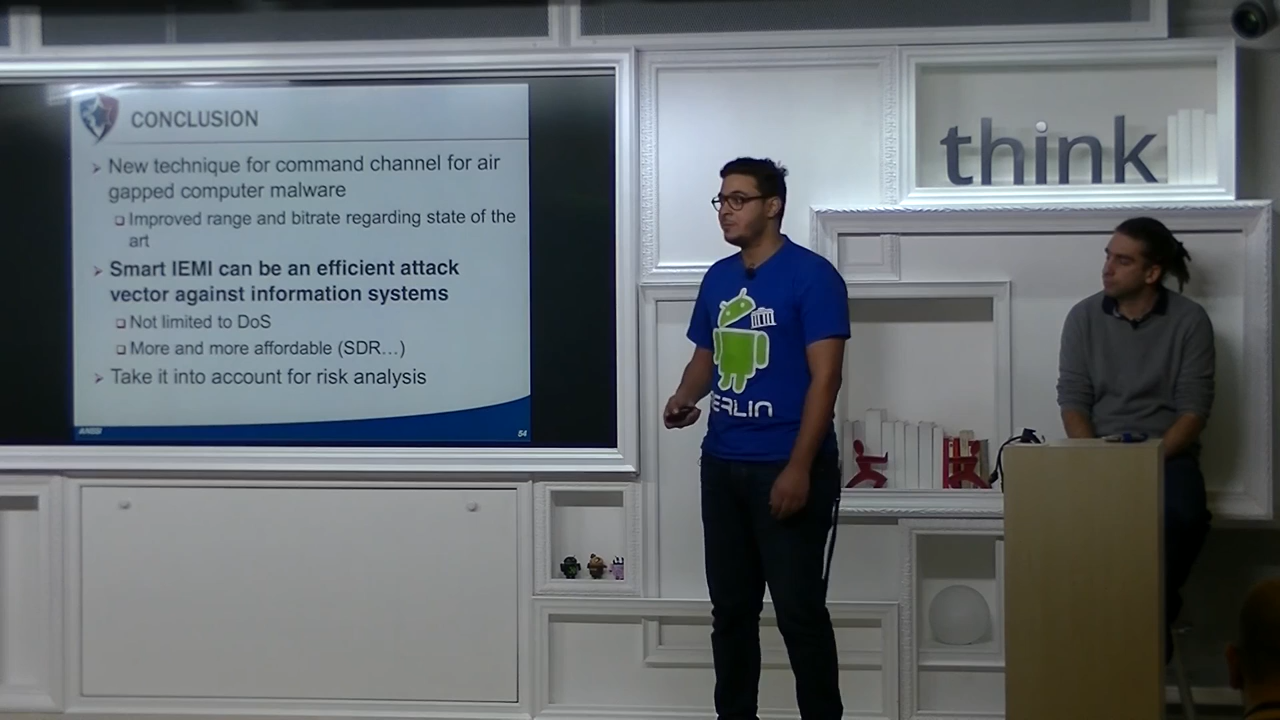 CONCLUSION
➢ New technique for command channel for air
gapped computer malware
❑ Improved range and bitrate regarding state of the
art
➢ Smart IEMI can be an efficient attack
vector against information systems
❑ Not limited to DoS
❑ More and more affordable (SDR…)
➢ Take it into account for risk analysis
ANSSI
54
think
BERLIN